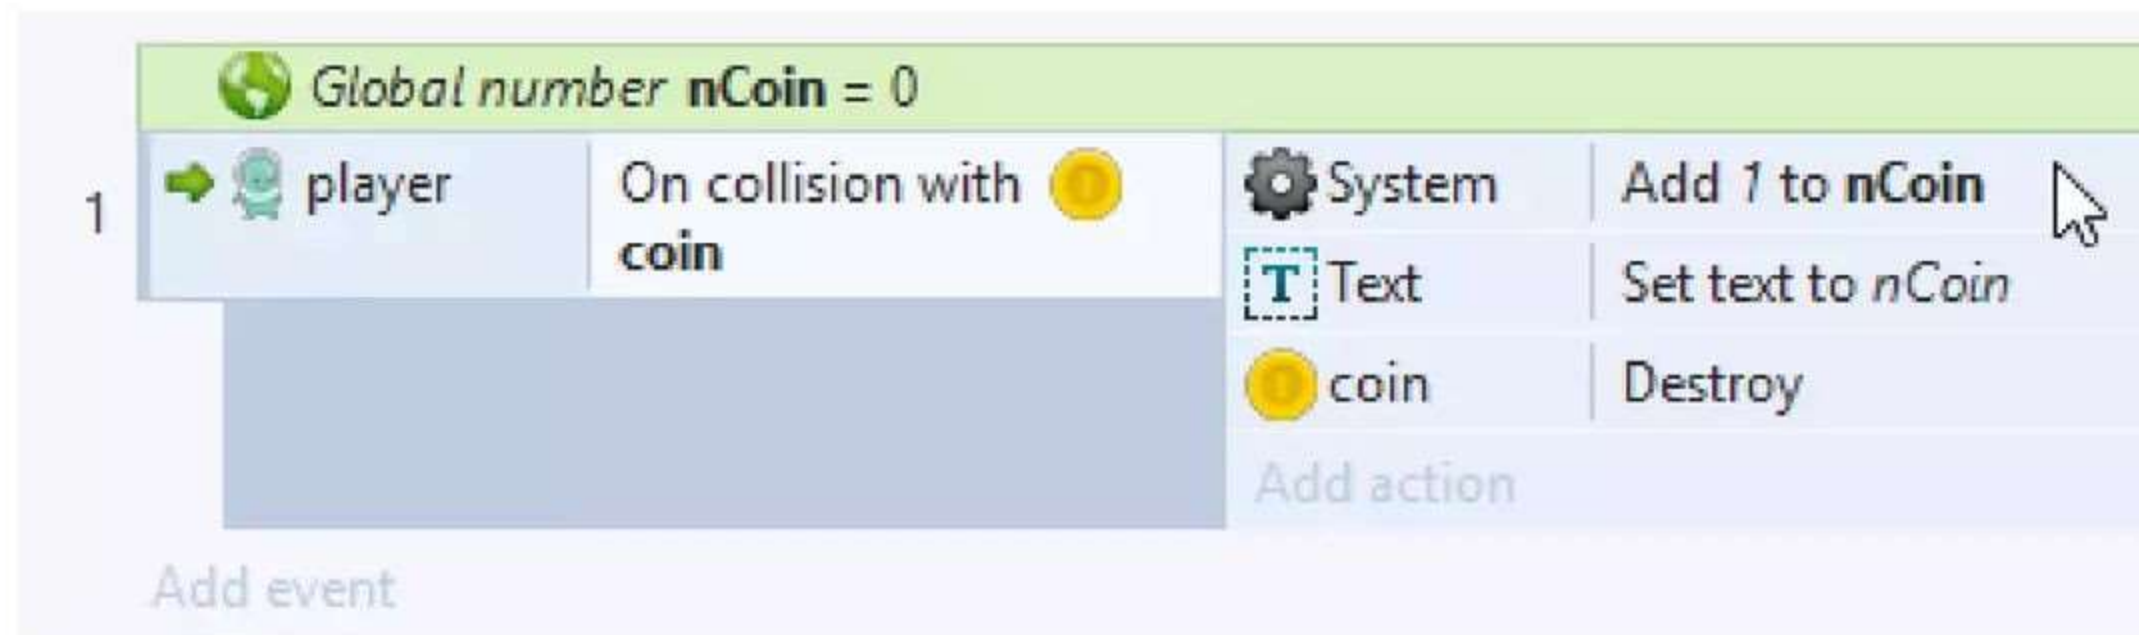 Global number nCoin = 0
1
player
On collision with
coin
System
Add 1 to nCoin
Text
Set text to nCoin
coin
Destroy
Add action
Add event